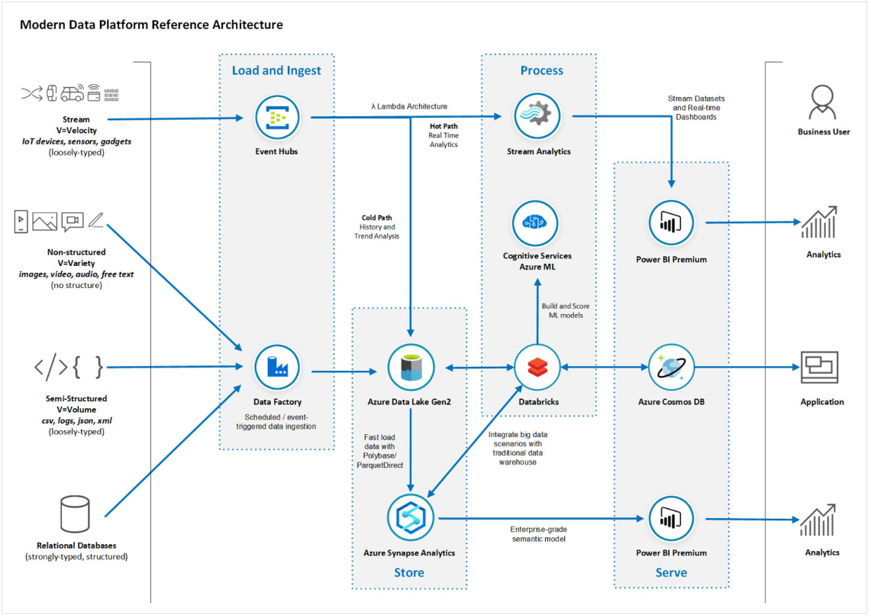 Modern Data Platform Reference Architecture
Load and Ingest
Process
Stream
V=Velocity
IoT devices, sensors, gadgets
(loosely-typed)
Event Hubs
λ Lambda Architecture
Hot Path
Real Time
Analytics
Stream Analytics
Stream Datasets
and Real-time
Dashboards
Business User
Non-structured
V=Variety
images, video, audio, free text
(no structure)
Cold Path
History and
Trend Analysis
Cognitive Services
Azure ML
Power BI Premium
Analytics
Build and Score
ML models
Semi-Structured
V=Volume
csv, logs, json, xml
(loosely-typed)
Data Factory
Scheduled / event-
triggered data ingestion
Azure Data Lake Gen2
Databricks
Azure Cosmos DB
Application
Fast load
data with
Polybase/
ParquetDirect
Integrate big data
scenarios with
traditional data
warehouse
Relational Databases
(strongly-typed, structured)
Azure Synapse Analytics
Enterprise-grade
semantic model
Power BI Premium
Analytics
Store
Serve